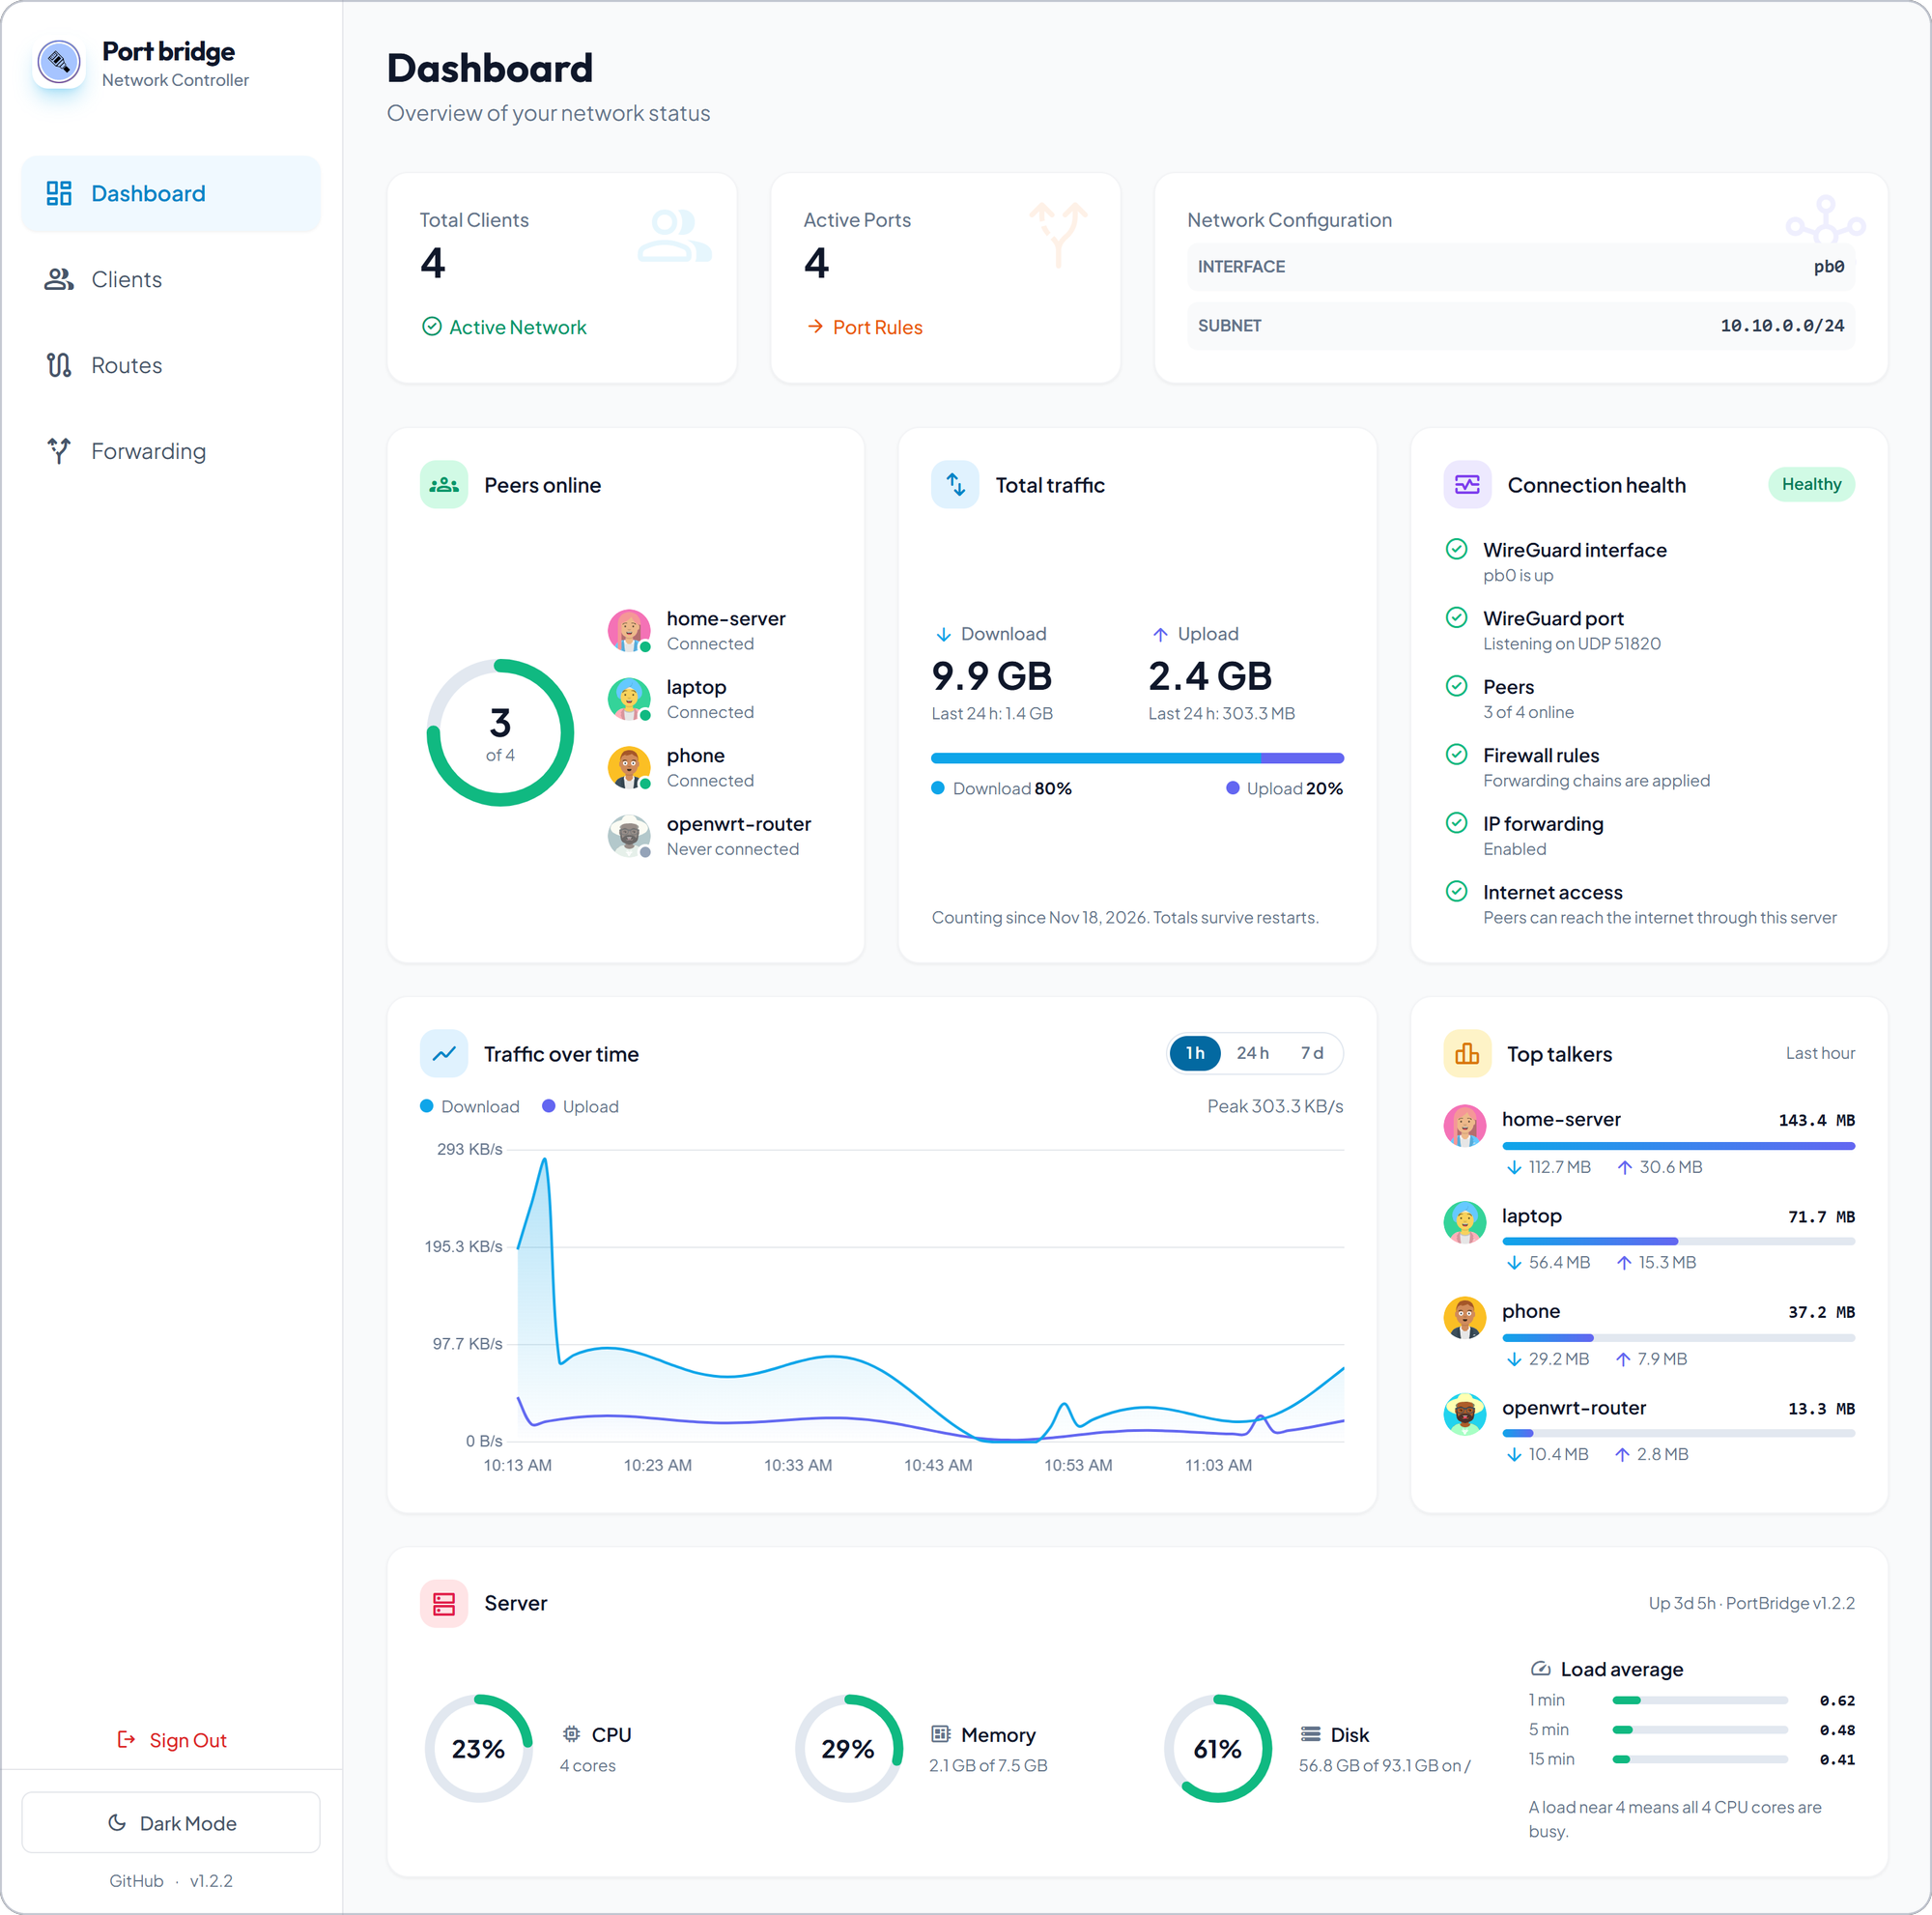 Port bridge
Network Controller
Dashboard
Clients
Routes
Forwarding
Sign Out
Dark Mode
GitHub · v1.2.2
Dashboard
Overview of your network status
Total Clients
4
Active Network
Active Ports
4
Port Rules
Network Configuration
INTERFACE pb0
SUBNET 10.10.0.0/24
Peers online
3
of 4
home-server
Connected
laptop
Connected
phone
Connected
openwrt-router
Never connected
Total traffic
Download
9.9 GB
Last 24 h: 1.4 GB
Upload
2.4 GB
Last 24 h: 303.3 MB
Download 80% Upload 20%
Counting since Nov 18, 2026. Totals survive restarts.
Connection health Healthy
WireGuard interface
pb0 is up
WireGuard port
Listening on UDP 51820
Peers
3 of 4 online
Firewall rules
Forwarding chains are applied
IP forwarding
Enabled
Internet access
Peers can reach the internet through this server
Traffic over time 1 h 24 h 7 d
Download Upload Peak 303.3 KB/s
293 KB/s
195.3 KB/s
97.7 KB/s
0 B/s
10:13 AM 10:23 AM 10:33 AM 10:43 AM 10:53 AM 11:03 AM
Top talkers Last hour
home-server 143.4 MB
112.7 MB 30.6 MB
laptop 71.7 MB
56.4 MB 15.3 MB
phone 37.2 MB
29.2 MB 7.9 MB
openwrt-router 13.3 MB
10.4 MB 2.8 MB
Server Up 3d 5h · PortBridge v1.2.2
23%
CPU
4 cores
29%
Memory
2.1 GB of 7.5 GB
61%
Disk
56.8 GB of 93.1 GB on /
Load average
1 min 0.62
5 min 0.48
15 min 0.41
A load near 4 means all 4 CPU cores are
busy.